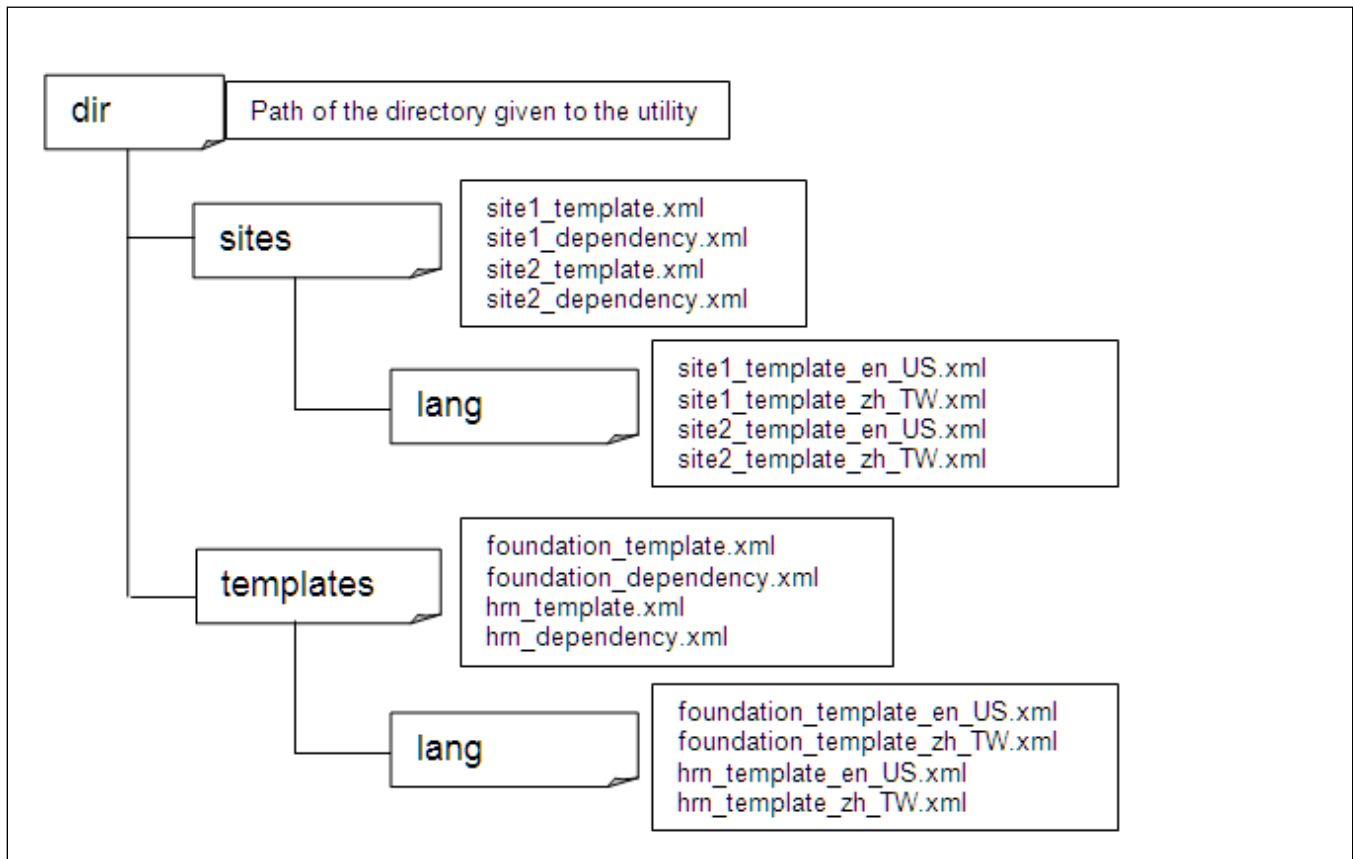 dir
Path of the directory given to the utility
sites
site1_template.xml
site1_dependency.xml
site2_template.xml
site2_dependency.xml
lang
site1_template_en_US.xml
site1_template_zh_TW.xml
site2_template_en_US.xml
site2_template_zh_TW.xml
templates
foundation_template.xml
foundation_dependency.xml
hrn_template.xml
hrn_dependency.xml
lang
foundation_template_en_US.xml
foundation_template_zh_TW.xml
hrn_template_en_US.xml
hrn_template_zh_TW.xml